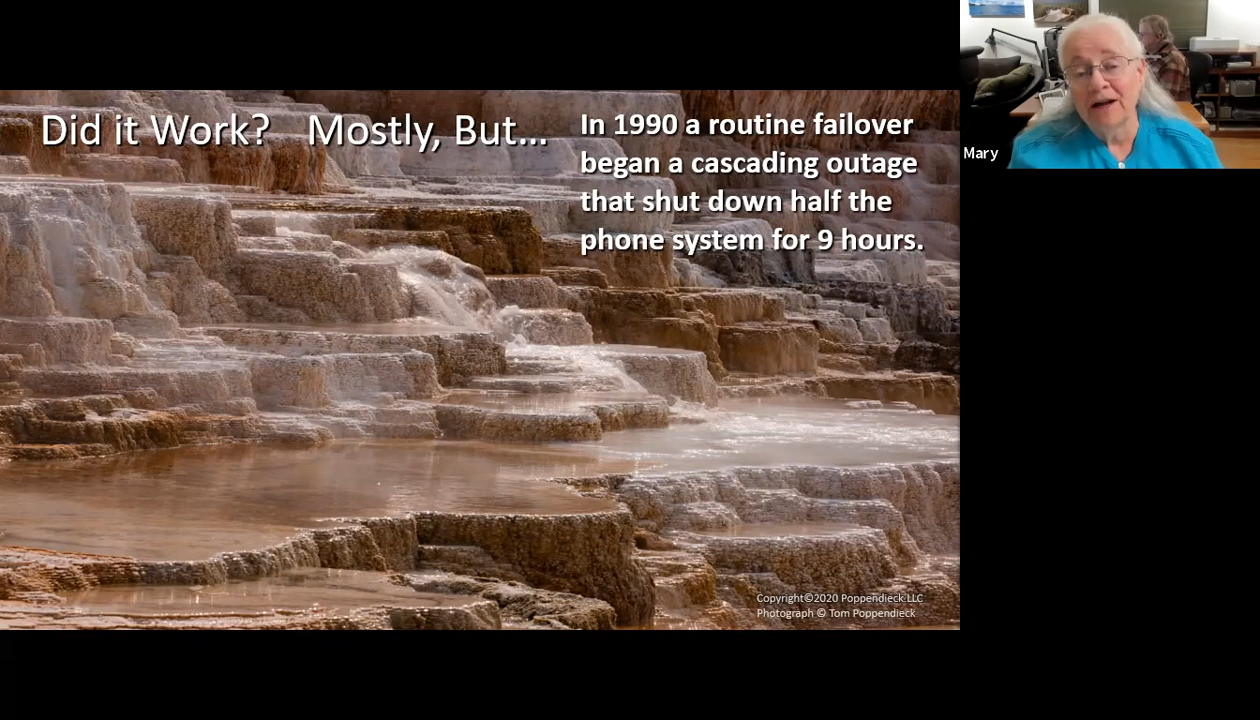 Did it Work? Mostly, But...
In 1990 a routine failover
began a cascading outage
that shut down half the
phone system for 9 hours.
Mary
Copyright©2020 Poppendieck LLC
Photograph © Tom Poppendieck